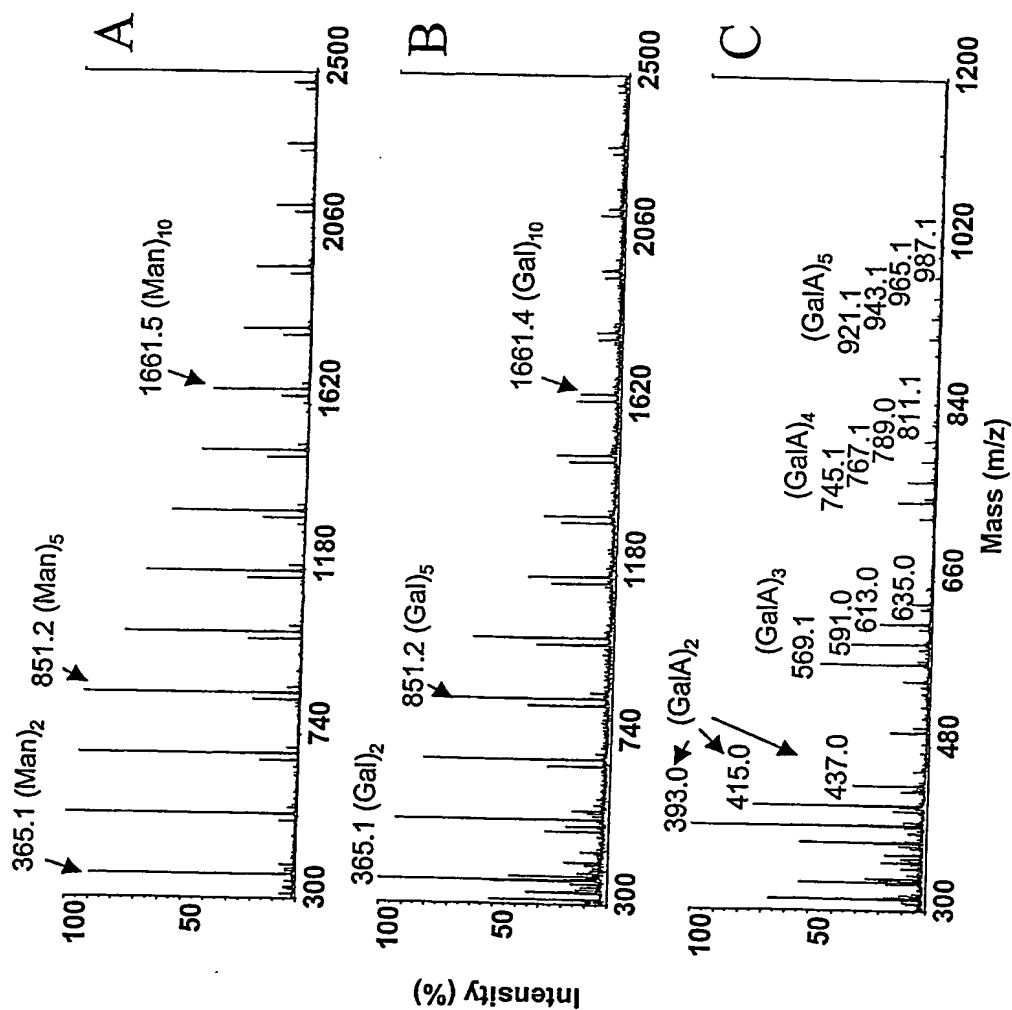 A
365.1 (Man)2
851.2 (Man)5
1661.5 (Man)10
100
50
300
740
1180
1620
2060
2500
B
365.1 (Gal)2
851.2 (Gal)5
1661.4 (Gal)10
100
50
300
740
1180
1620
2060
2500
C
393.0
415.0
437.0
(GalA)2
(GalA)3
569.1
591.0
613.0
635.0
(GalA)4
745.1
767.1
789.0
811.1
(GalA)5
921.1
943.1
965.1
987.1
100
50
300
480
660
840
1020
1200
Mass (m/z)
Intensity (%)